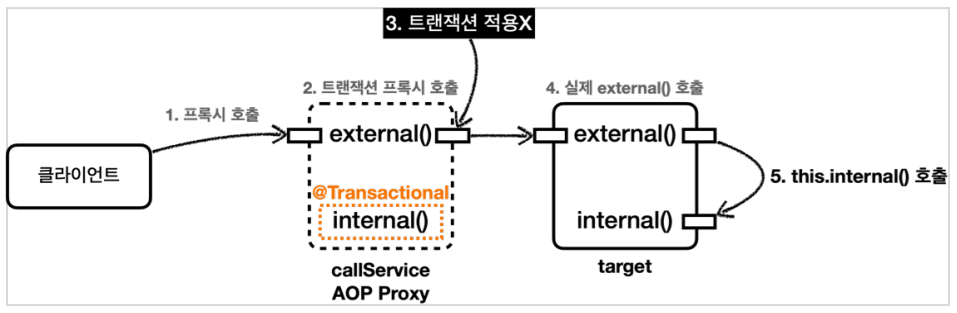 3. 트랜잭션 적용X
2. 트랜잭션 프록시 호출
4. 실제 external() 호출
1. 프록시 호출
external()
external()
클라이언트
5. this.internal() 호출
@Transactional
internal()
internal()
callService
AOP Proxy
target